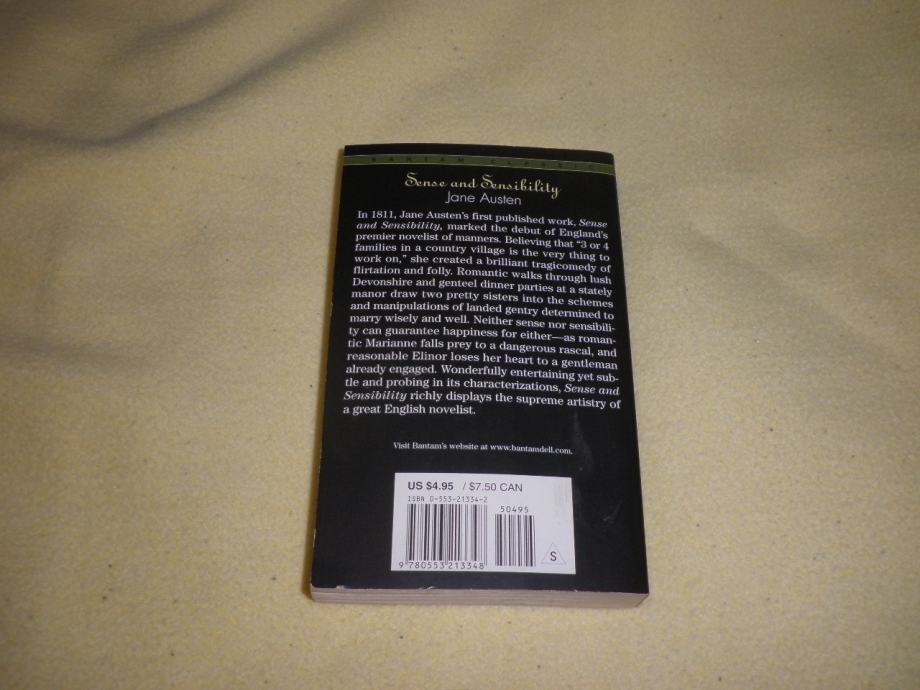 BANTAM CLASSICS
Sense and Sensibility
Jane Austen
In 1811, Jane Austen's first published work, Sense
and Sensibility, marked the debut of England's
premier novelist of manners. Believing that "3 or 4
families in a country village is the very thing to
work on," she created a brilliant tragicomedy of
flirtation and folly. Romantic walks through lush
Devonshire and genteel dinner parties at a stately
manor draw two pretty sisters into the schemes
and manipulations of landed gentry determined to
marry wisely and well. Neither sense nor sensibili-
ty can guarantee happiness for either—as roman-
tic Marianne falls prey to a dangerous rascal, and
reasonable Elinor loses her heart to a gentleman
already engaged. Wonderfully entertaining yet sub-
tle and probing in its characterizations, Sense and
Sensibility richly displays the supreme artistry of
a great English novelist.
Visit Bantam's website at www.bantamdell.com.
US $4.95 / $7.50 CAN
ISBN 0-553-21334-2
50495
9 780553 213348
S